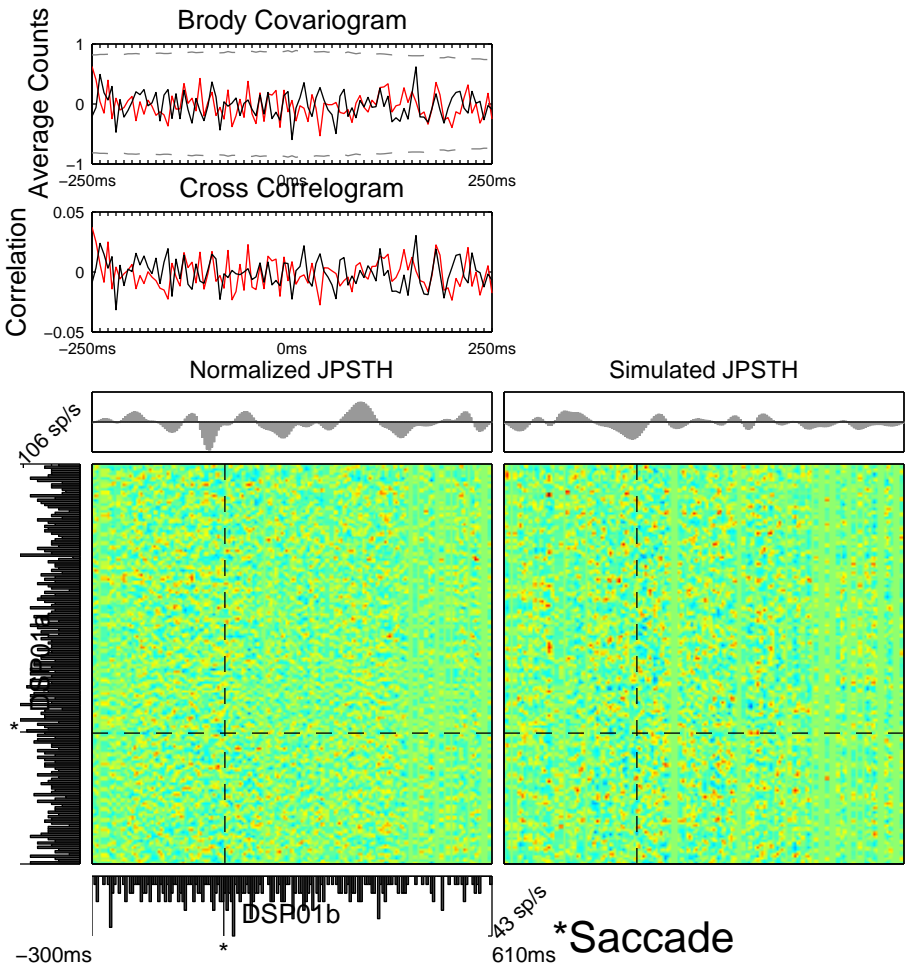 Brody Covariogram
Average Counts
1
0
−1
−250ms
0ms
250ms
Cross Correlogram
Correlation
0.05
0
−0.05
−250ms
0ms
250ms
Normalized JPSTH
Simulated JPSTH
106 sp/s
DSP01a
*
DSP01b
43 sp/s
*
−300ms
610ms
*Saccade